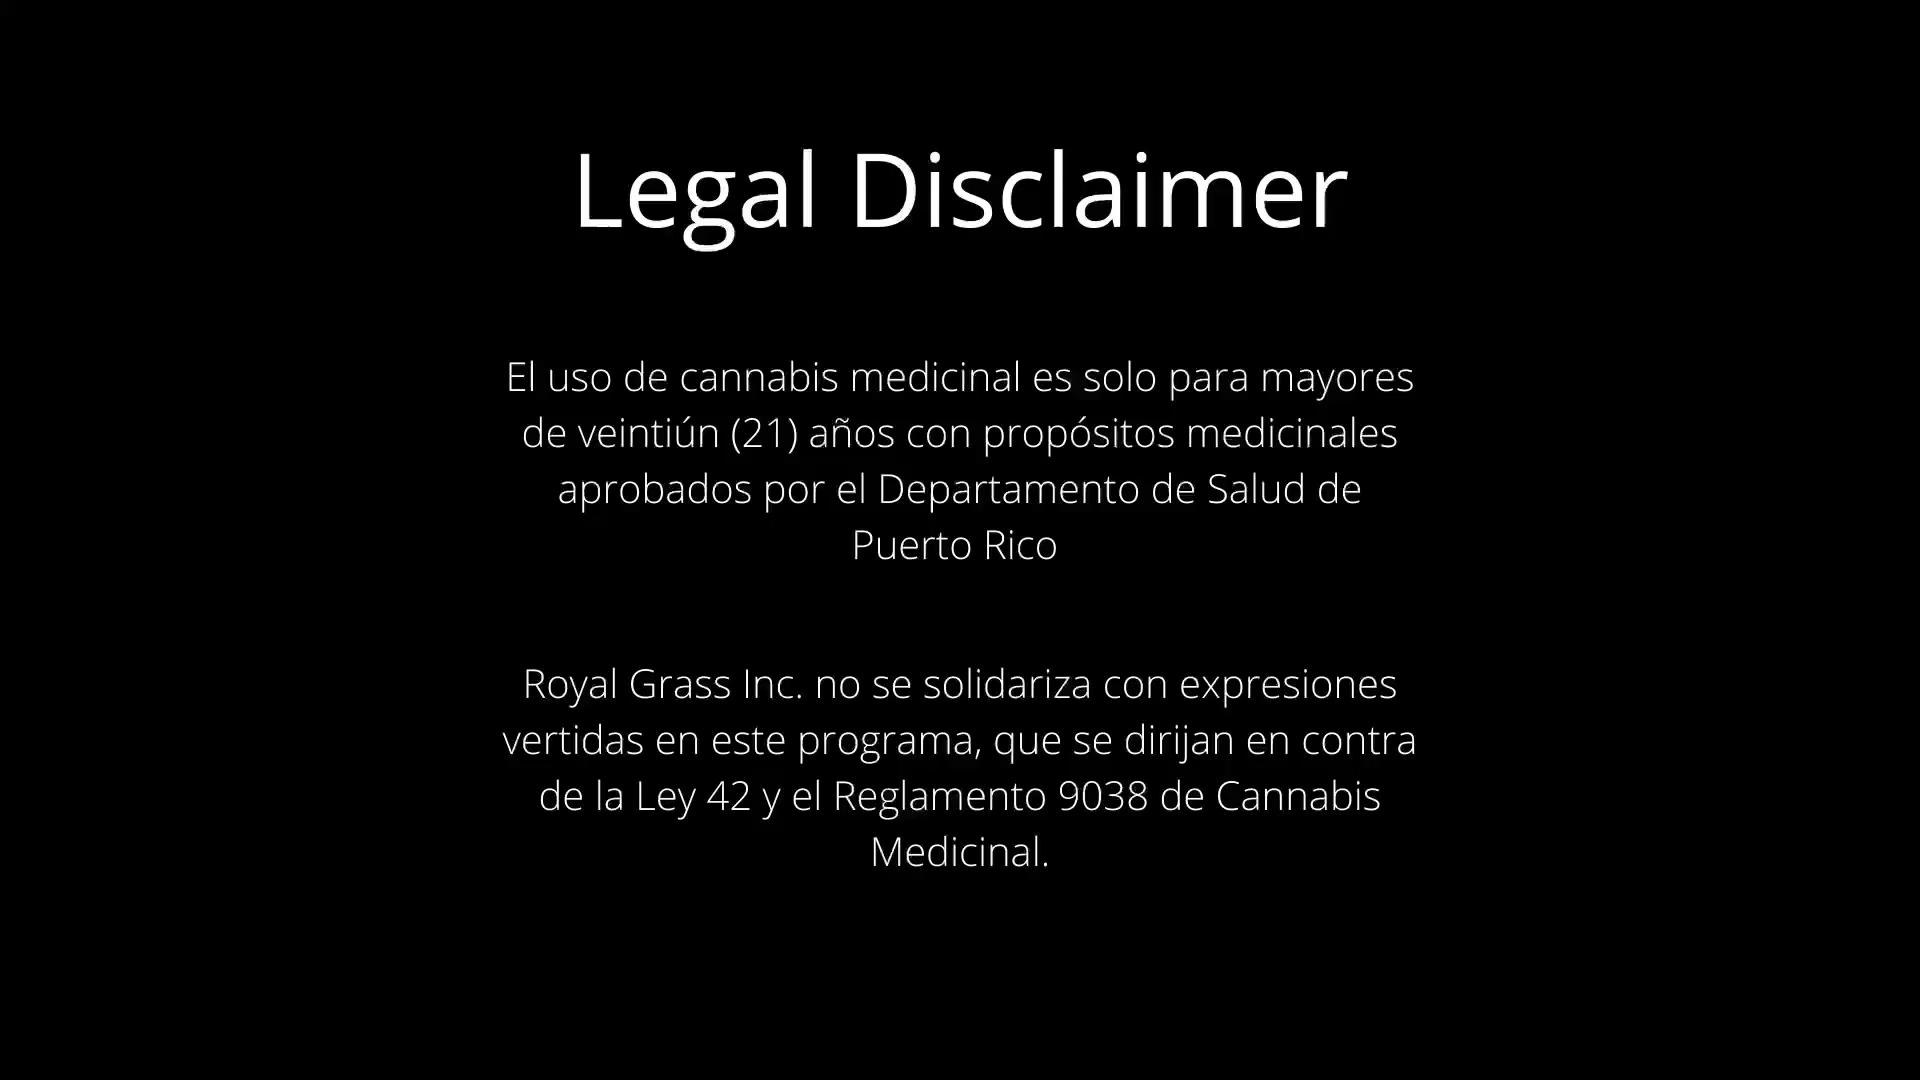 Legal Disclaimer
El uso de cannabis medicinal es solo para mayores
de veintiún (21) años con propósitos medicinales
aprobados por el Departamento de Salud de
Puerto Rico
Royal Grass Inc. no se solidariza con expresiones
vertidas en este programa, que se dirijan en contra
de la Ley 42 y el Reglamento 9038 de Cannabis
Medicinal.